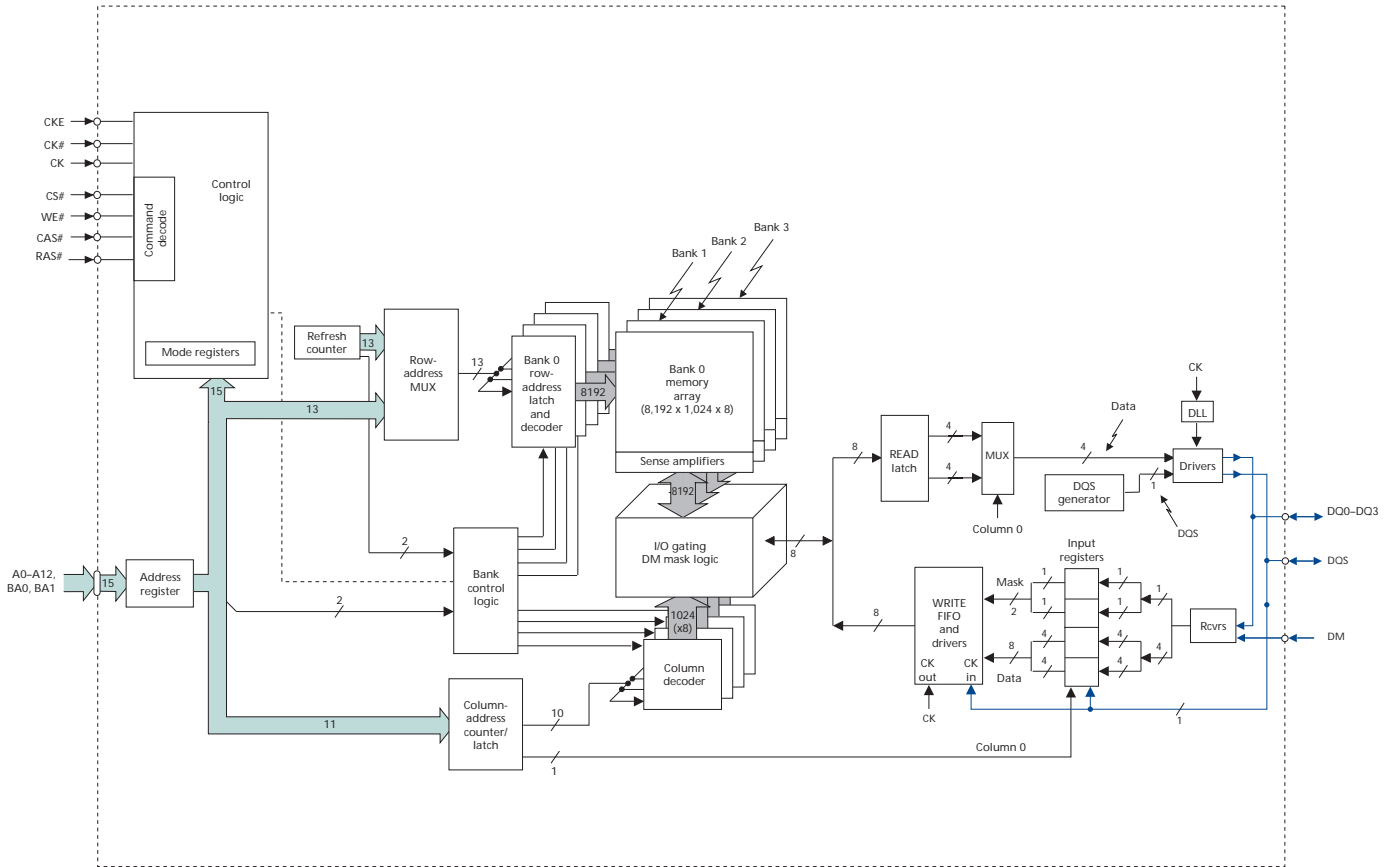 CKE
CK#
CK
CS#
WE#
CAS#
RAS#
Command
decode
Control
logic
Mode registers
15
13
Refresh
counter
13
Row-
address
MUX
13
Bank 0
row-
address
latch
and
decoder
8192
Bank 1
Bank 2
Bank 3
Bank 0
memory
array
(8,192 x 1,024 x 8)
Sense amplifiers
8192
I/O gating
DM mask logic
8
1024
(x8)
Column
decoder
2
2
Bank
control
logic
A0–A12,
BA0, BA1
15
Address
register
11
Column-
address
counter/
latch
10
1
Column 0
8
READ
latch
4
4
MUX
Column 0
Data
4
DQS
generator
1
DQS
CK
DLL
Drivers
DQ0–DQ3
DQS
DM
8
WRITE
FIFO
and
drivers
CK
out
CK
in
CK
Mask
2
8
Data
Input
registers
1
1
4
4
1
1
4
4
1
4
Rcvrs
1